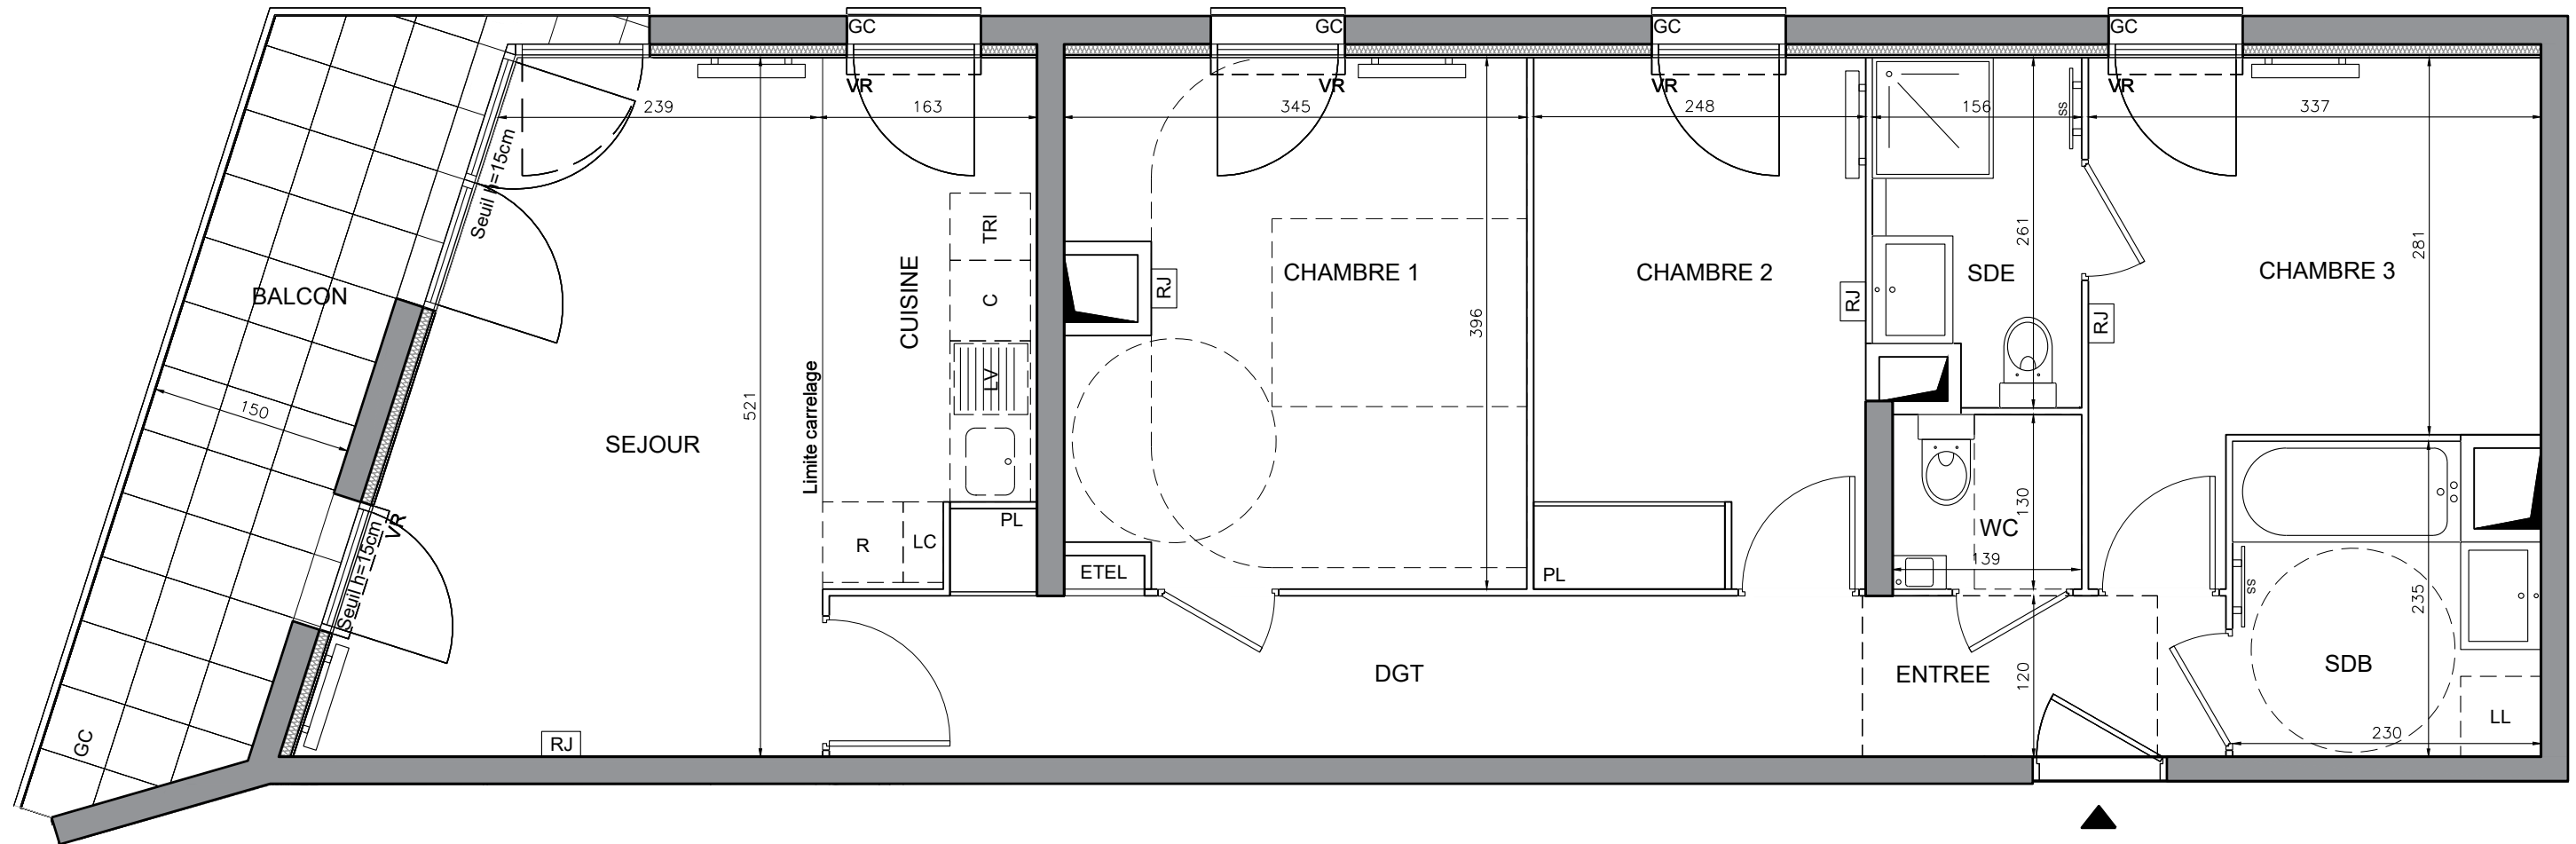 GC
GC
GC
GC
VR
VR
VR
VR
239
163
345
248
156
337
ss
Seuil h=15cm
TRI
261
281
BALCON
CUISINE
C
RJ
CHAMBRE 1
CHAMBRE 2
RJ
SDE
RJ
CHAMBRE 3
396
LV
150
521
Limite carrelage
SEJOUR
VR
Seuil h=15cm
R
LC
PL
ETEL
PL
WC
130
139
ss
235
DGT
ENTREE
120
SDB
GC
RJ
LL
230